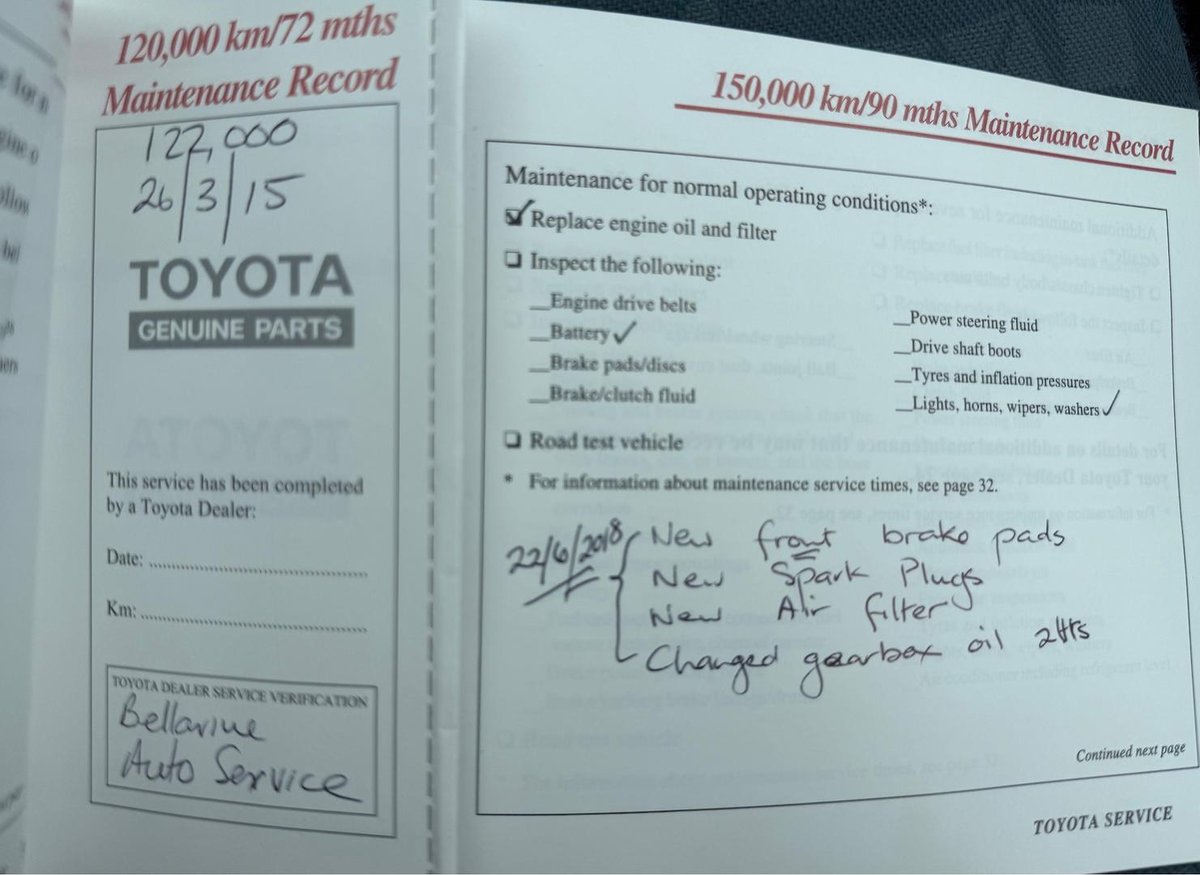 120,000 km/72 mths
Maintenance Record
122,000
26/3/15
TOYOTA
GENUINE PARTS
This service has been completed
by a Toyota Dealer:
Date:
Km:
TOYOTA DEALER SERVICE VERIFICATION
Bellarine
Auto Service
150,000 km/90 mths Maintenance Record
Maintenance for normal operating conditions*:
Replace engine oil and filter
Inspect the following:
Engine drive belts
Battery ✓
Brake pads/discs
Brake/clutch fluid
Power steering fluid
Drive shaft boots
Tyres and inflation pressures
Lights, horns, wipers, washers ✓
Road test vehicle
* For information about maintenance service times, see page 32.
22/6/2018
New front brake pads
New Spark Plugs
New Air filter
Changed gearbox oil 2ltrs
Continued next page
TOYOTA SERVICE